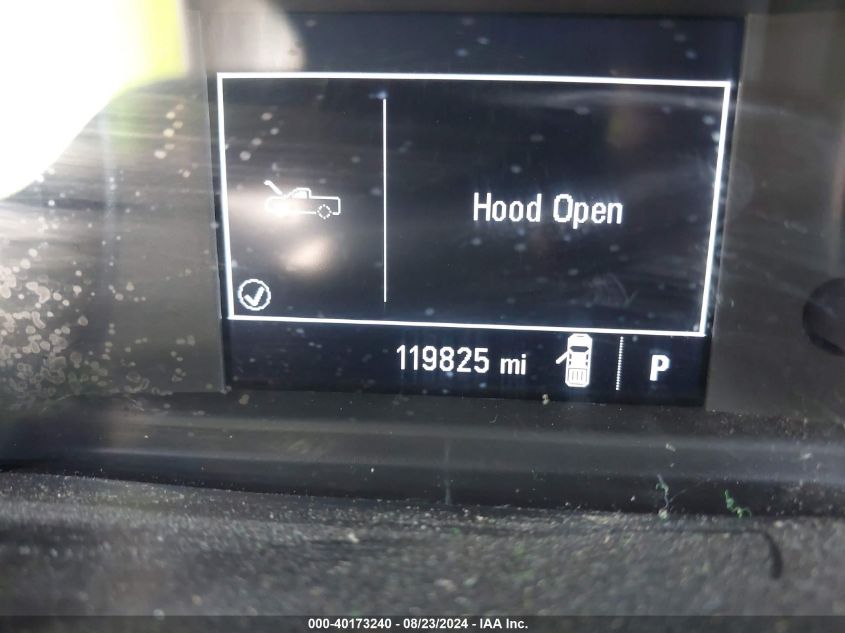 Hood Open
119825 mi
P
000-40173240 - 08/23/2024 - IAA Inc.